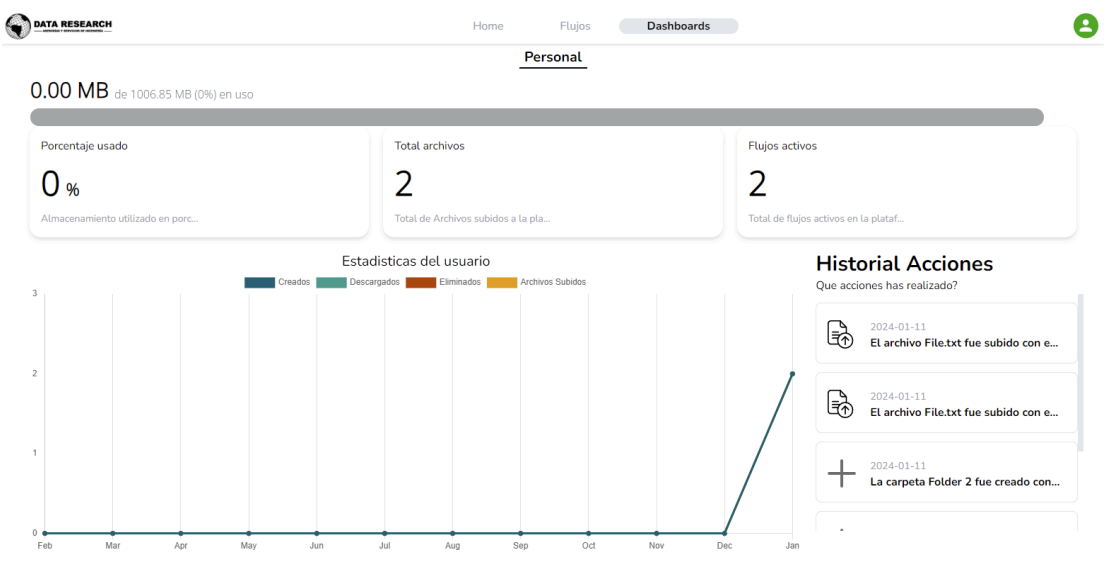 DATA RESEARCH
Home
Flujos
Dashboards
Personal
0.00 MB de 1006.85 MB (0%) en uso
Porcentaje usado
0 %
Almacenamiento utilizado en porc...
Total archivos
2
Total de Archivos subidos a la pla...
Flujos activos
2
Total de flujos activos en la plataf...
Estadisticas del usuario
Creados Descargados Eliminados Archivos Subidos
3
2
1
0
Feb Mar Apr May Jun Jul Aug Sep Oct Nov Dec Jan
Historial Acciones
Que acciones has realizado?
2024-01-11
El archivo File.txt fue subido con e...
2024-01-11
El archivo File.txt fue subido con e...
2024-01-11
La carpeta Folder 2 fue creado con...